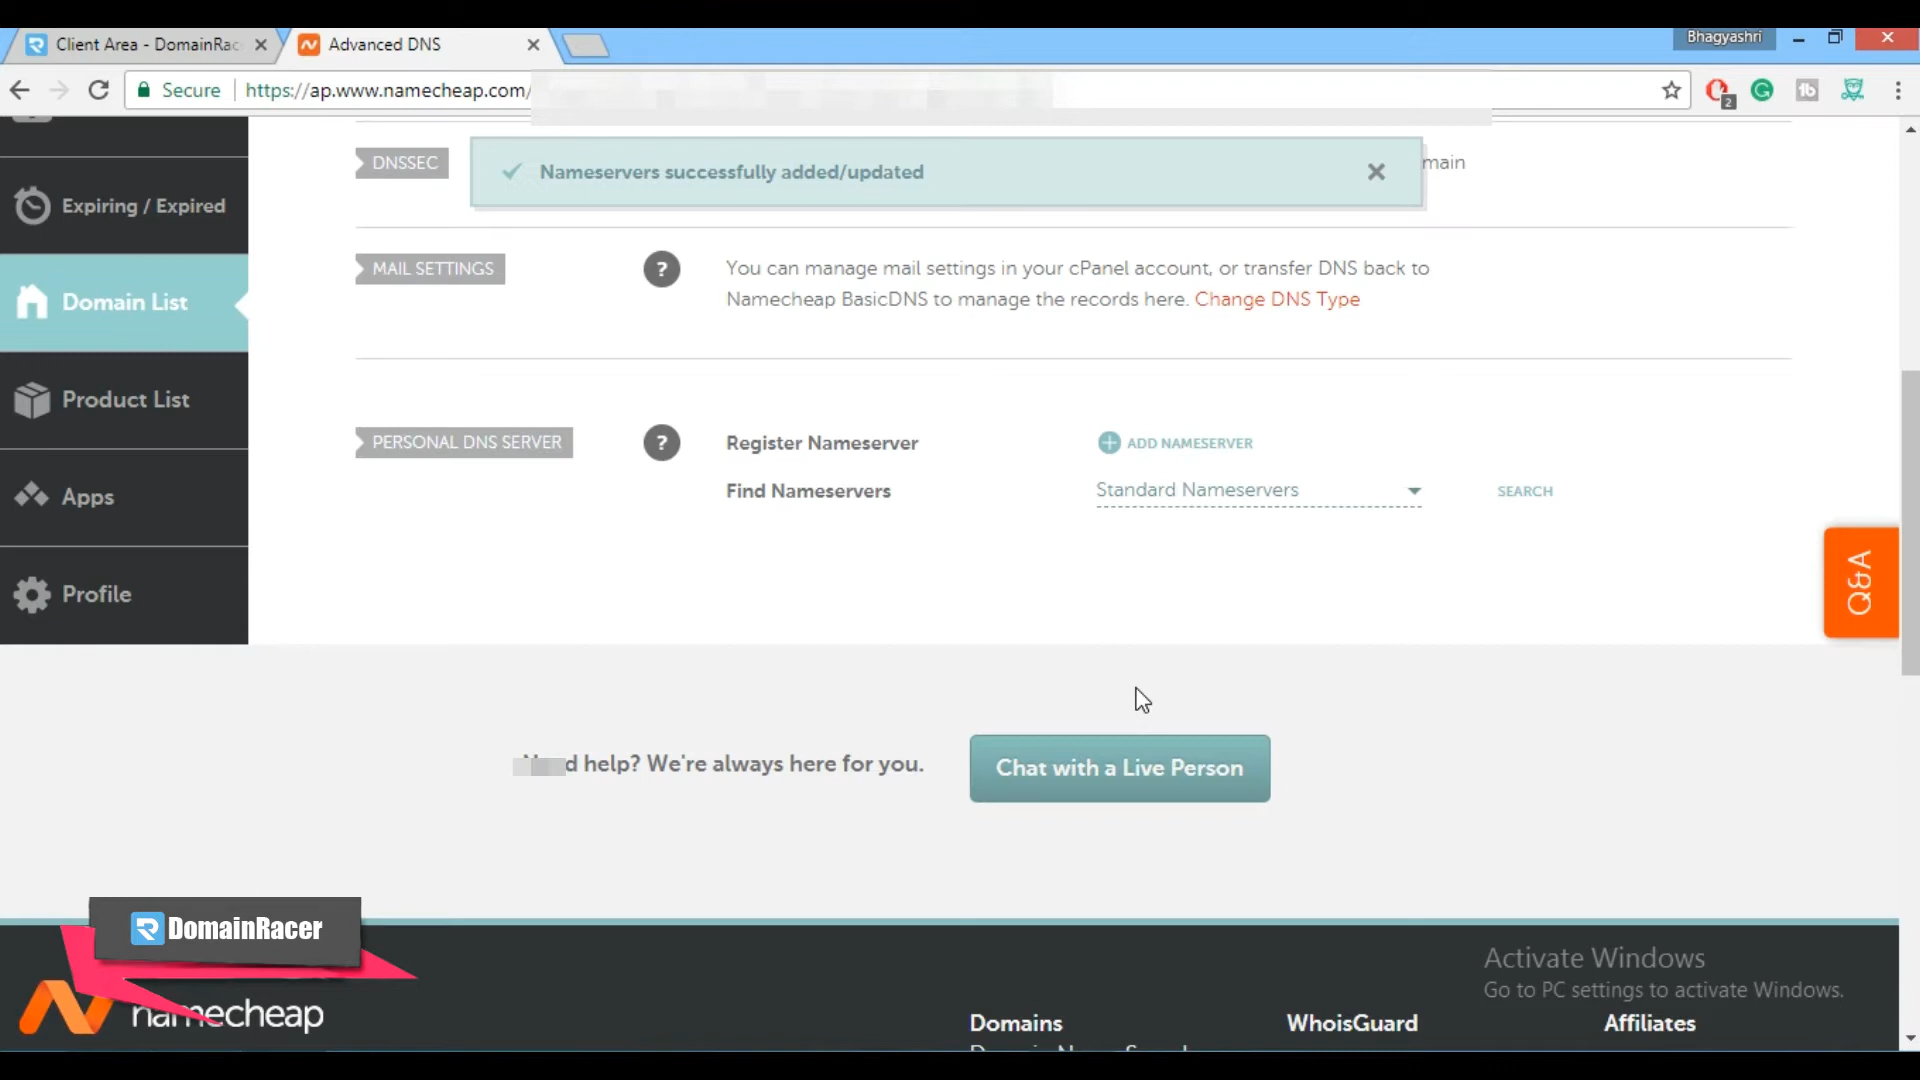 Client Area - DomainRac
Advanced DNS
Bhagyashri
Secure
https://ap.www.namecheap.com/
2
DNSSEC
Nameservers successfully added/updated
main
Expiring / Expired
MAIL SETTINGS
?
You can manage mail settings in your cPanel account, or transfer DNS back to
Namecheap BasicDNS to manage the records here. Change DNS Type
Domain List
Product List
PERSONAL DNS SERVER
?
Register Nameserver
ADD NAMESERVER
Find Nameservers
Standard Nameservers
SEARCH
Apps
Q&A
Profile
help? We're always here for you.
Chat with a Live Person
DomainRacer
Activate Windows
Go to PC settings to activate Windows.
namecheap
Domains
WhoisGuard
Affiliates